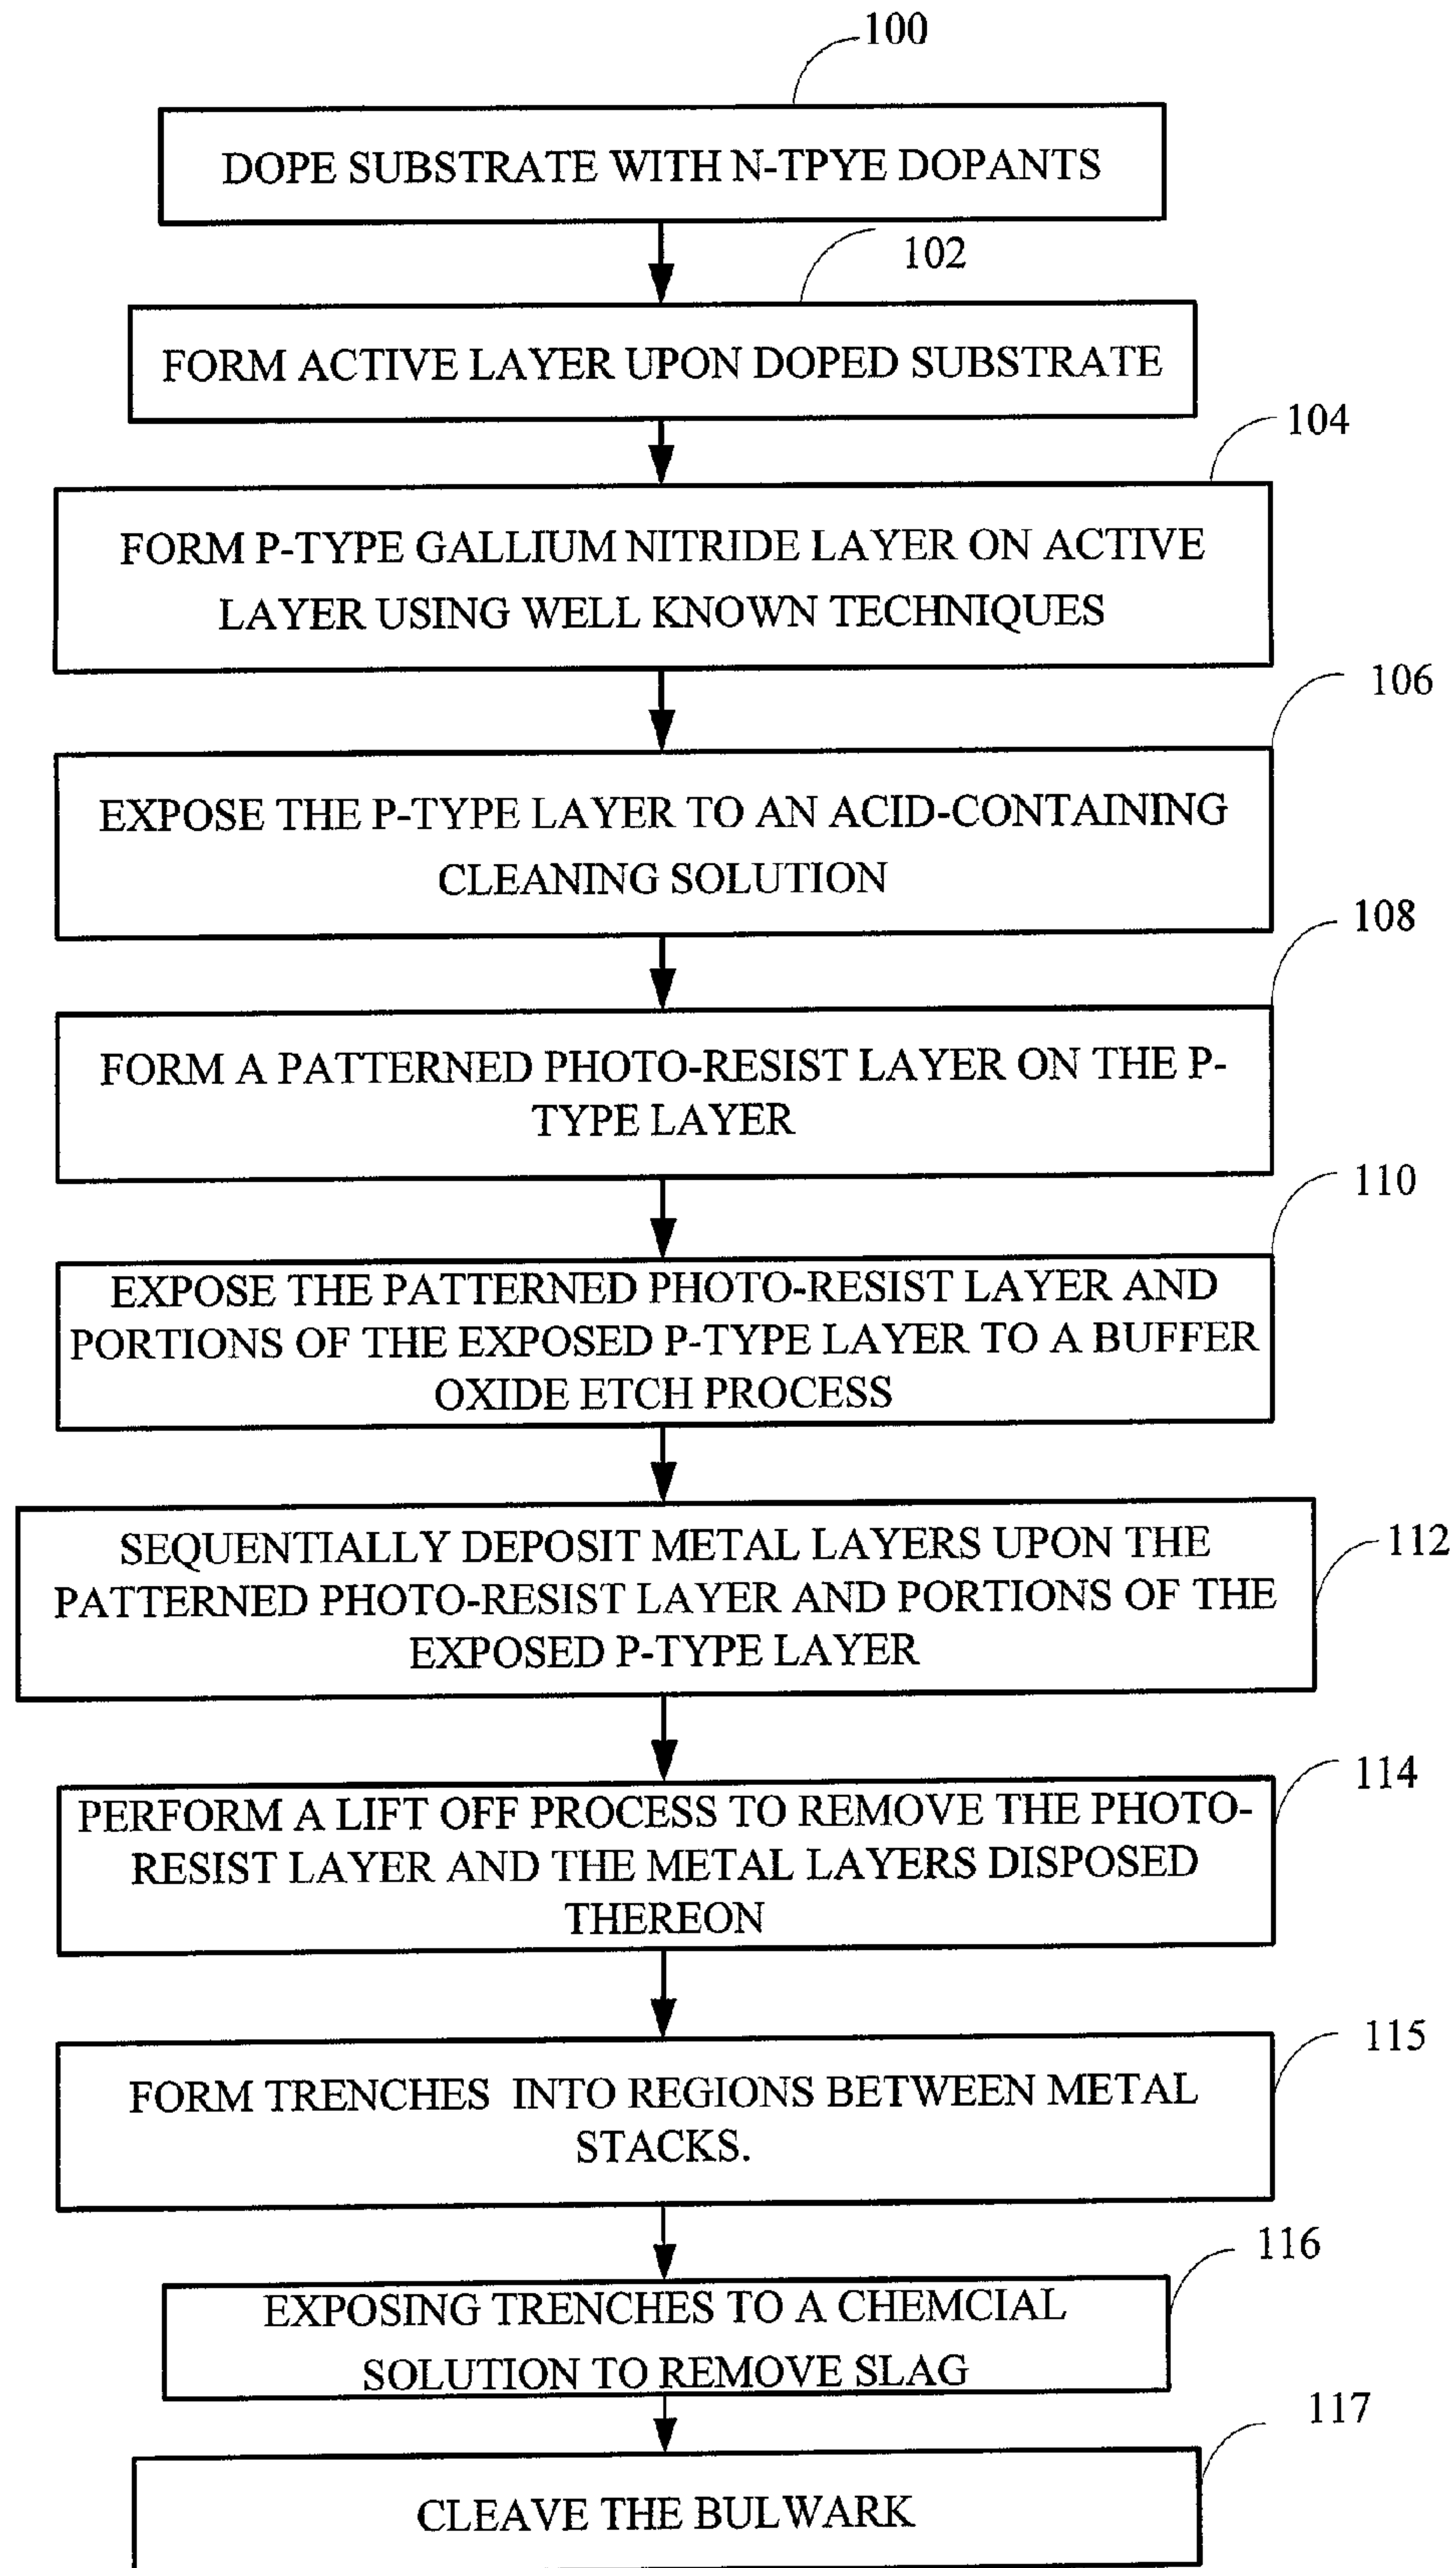 100
DOPE SUBSTRATE WITH N-TPYE DOPANTS
102
FORM ACTIVE LAYER UPON DOPED SUBSTRATE
104
FORM P-TYPE GALLIUM NITRIDE LAYER ON ACTIVE
LAYER USING WELL KNOWN TECHNIQUES
106
EXPOSE THE P-TYPE LAYER TO AN ACID-CONTAINING
CLEANING SOLUTION
108
FORM A PATTERNED PHOTO-RESIST LAYER ON THE P-
TYPE LAYER
110
EXPOSE THE PATTERNED PHOTO-RESIST LAYER AND
PORTIONS OF THE EXPOSED P-TYPE LAYER TO A BUFFER
OXIDE ETCH PROCESS
112
SEQUENTIALLY DEPOSIT METAL LAYERS UPON THE
PATTERNED PHOTO-RESIST LAYER AND PORTIONS OF THE
EXPOSED P-TYPE LAYER
114
PERFORM A LIFT OFF PROCESS TO REMOVE THE PHOTO-
RESIST LAYER AND THE METAL LAYERS DISPOSED
THEREON
115
FORM TRENCHES INTO REGIONS BETWEEN METAL
STACKS.
116
EXPOSING TRENCHES TO A CHEMCIAL
SOLUTION TO REMOVE SLAG
117
CLEAVE THE BULWARK